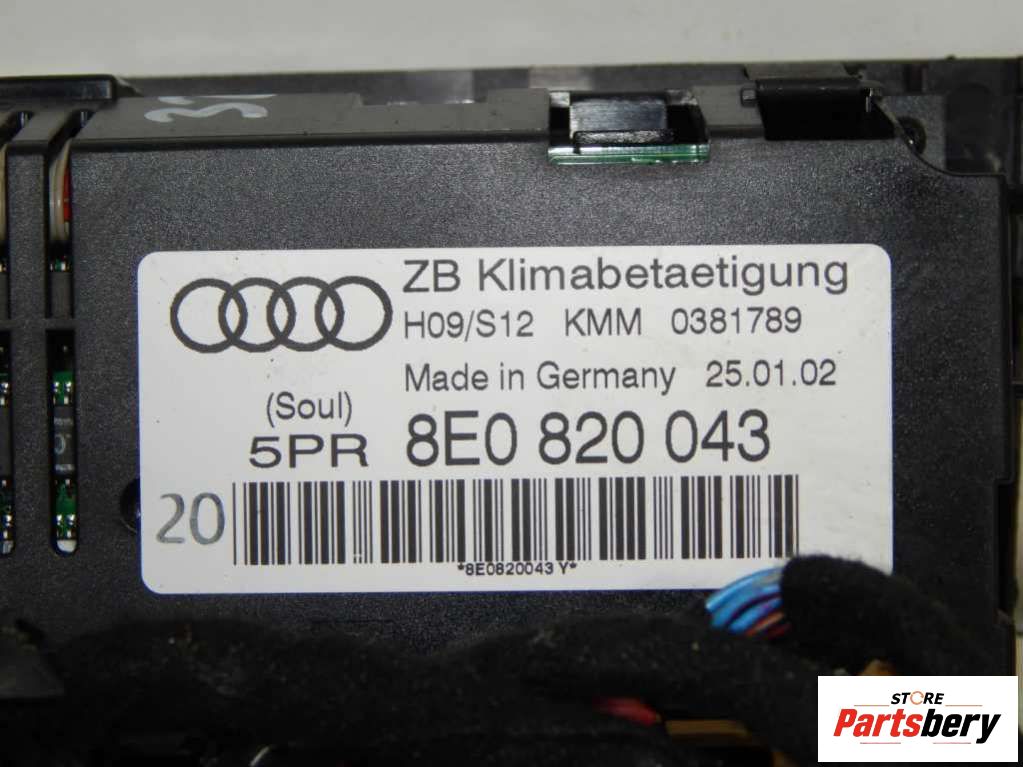 ZB Klimabetaetigung
H09/S12 KMM 0381789
Made in Germany 25.01.02
(Soul)
5PR 8E0 820 043
20
*8E0820043 Y*
STORE
Partsbery